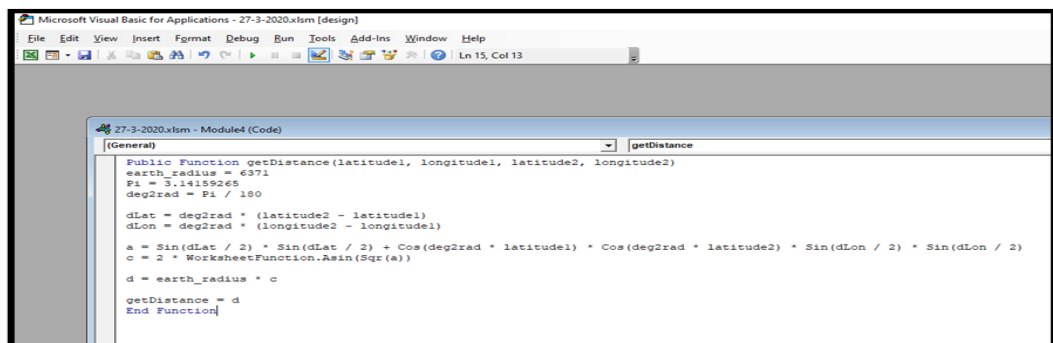 Microsoft Visual Basic for Applications - 27-3-2020.xlsm [design]
File Edit View Insert Format Debug Run Tools Add-Ins Window Help
Ln 15, Col 13
27-3-2020.xlsm - Module4 (Code)
(General) getDistance
Public Function getDistance(latitude1, longitude1, latitude2, longitude2)
earth_radius = 6371
Pi = 3.14159265
deg2rad = Pi / 180
dLat = deg2rad * (latitude2 - latitude1)
dLon = deg2rad * (longitude2 - longitude1)
a = Sin(dLat / 2) * Sin(dLat / 2) + Cos(deg2rad * latitude1) * Cos(deg2rad * latitude2) * Sin(dLon / 2) * Sin(dLon / 2)
c = 2 * WorksheetFunction.Asin(Sqr(a))
d = earth_radius * c
getDistance = d
End Function